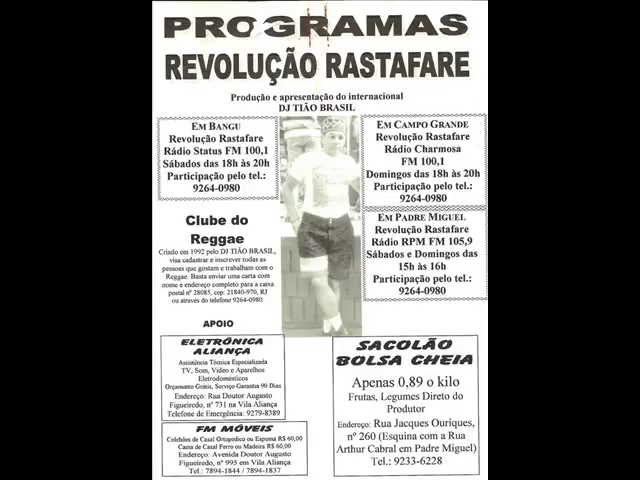 PROGRAMAS
REVOLUÇÃO RASTAFARE
Produção e apresentação do internacional
DJ TIÃO BRASIL
EM BANGU
Revolução Rastafare
Rádio Status FM 100,1
Sábados das 18h às 20h
Participação pelo tel.:
9264-0980
EM CAMPO GRANDE
Revolução Rastafare
Rádio Charmosa
FM 100,1
Domingos das 18h às 20h
Participação pelo tel.:
9264-0980
EM PADRE MIGUEL
Revolução Rastafare
Rádio RPM FM 105,9
Sábados e Domingos das
15h às 16h
Participação pelo tel.:
9264-0980
Clube do
Reggae
Criado em 1992 pelo DJ TIÃO BRASIL,
visa cadastrar e inscrever todas as
pessoas que gostam e trabalham com o
Reggae. Basta enviar uma carta com
nome e endereço completo para a caixa
postal nº 28085, cep: 21840-970, RJ
ou através do telefone 9264-0980.
APOIO
ELETRÔNICA
ALIANÇA
Assistência Técnica Especializada
TV, Som, Vídeo e Aparelhos
Eletrodomésticos
Orçamento Grátis, Serviço Garantia 90 Dias
Endereço: Rua Doutor Augusto
Figueiredo, nº 731 na Vila Aliança
Telefone de Emergência: 9279-8389
FM MÓVEIS
Colchões de Casal Ortopédico ou Espuma R$ 60,00
Cama de Casal Ferro ou Madeira R$ 60,00
Endereço: Avenida Doutor Augusto
Figueiredo, nº 995 em Vila Aliança
Tel.: 7894-1844 / 7894-1837
SACOLÃO
BOLSA CHEIA
Apenas 0,89 o kilo
Frutas, Legumes Direto do
Produtor
Endereço: Rua Jacques Ouriques,
nº 260 (Esquina com a Rua
Arthur Cabral em Padre Miguel)
Tel.: 9233-6228